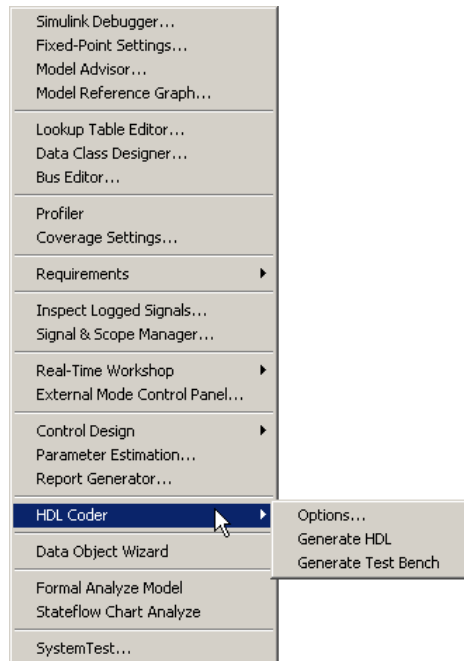 Simulink Debugger...
Fixed-Point Settings...
Model Advisor...
Model Reference Graph...
Lookup Table Editor...
Data Class Designer...
Bus Editor...
Profiler
Coverage Settings...
Requirements
Inspect Logged Signals...
Signal & Scope Manager...
Real-Time Workshop
External Mode Control Panel...
Control Design
Parameter Estimation...
Report Generator...
HDL Coder
Options...
Generate HDL
Generate Test Bench
Data Object Wizard
Formal Analyze Model
Stateflow Chart Analyze
SystemTest...